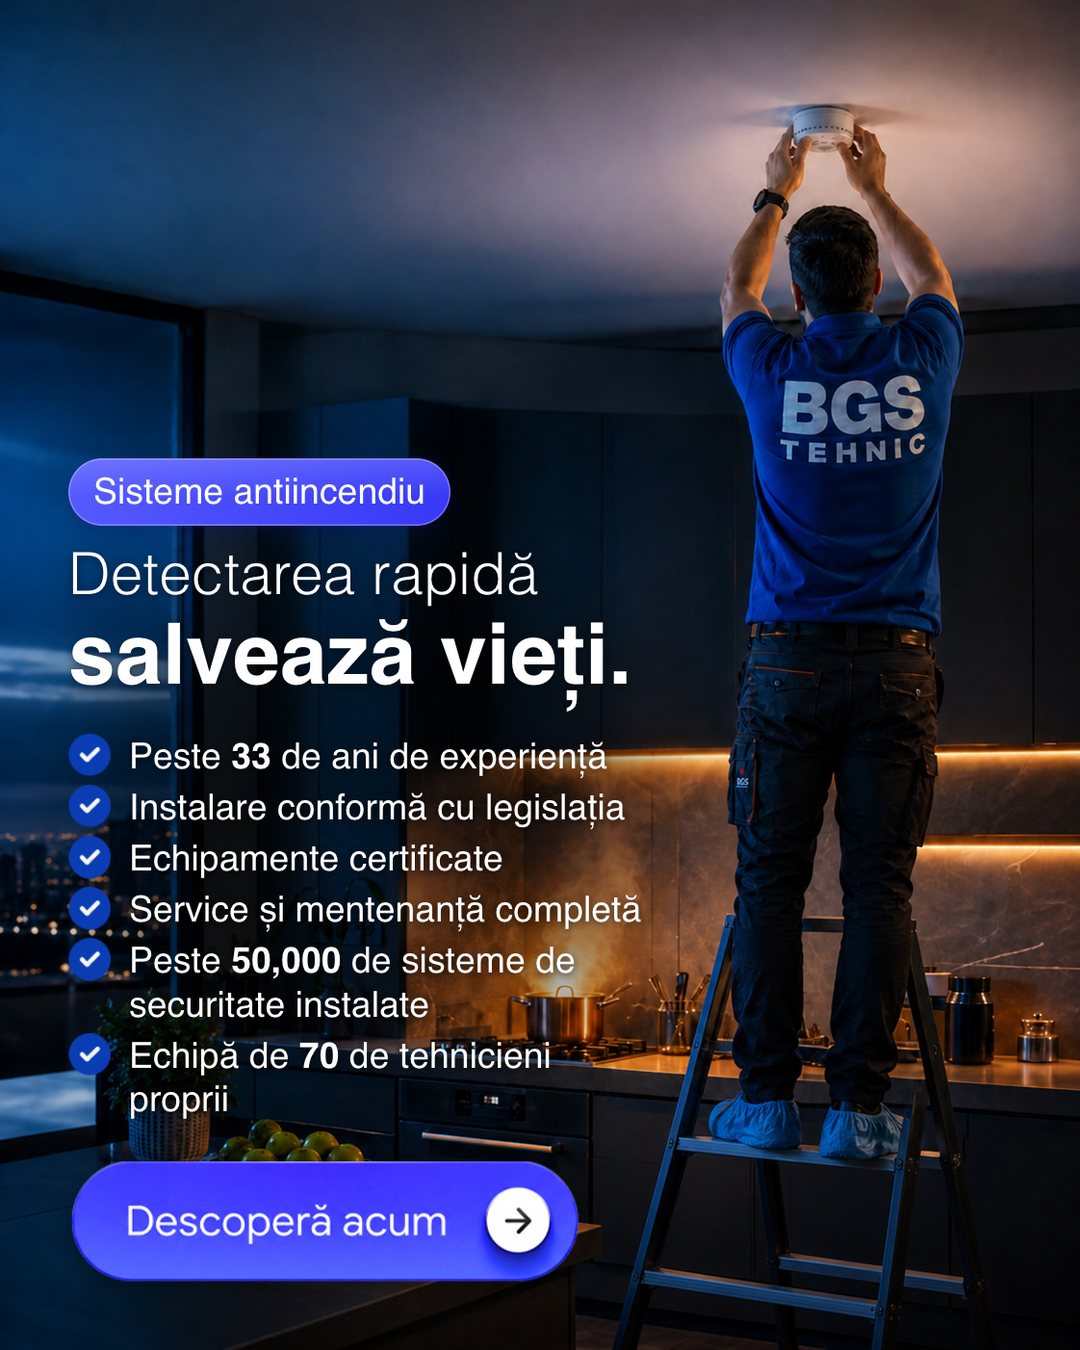 BGS
TEHNIC
Sisteme antiincendiu
Detectarea rapidă
salvează vieți.
Peste 33 de ani de experiență
Instalare conformă cu legislația
Echipamente certificate
BGS
Service și mentenanță completă
Peste 50,000 de sisteme de
securitate instalate
Echipă de 70 de tehnicieni
proprii
Descoperă acum